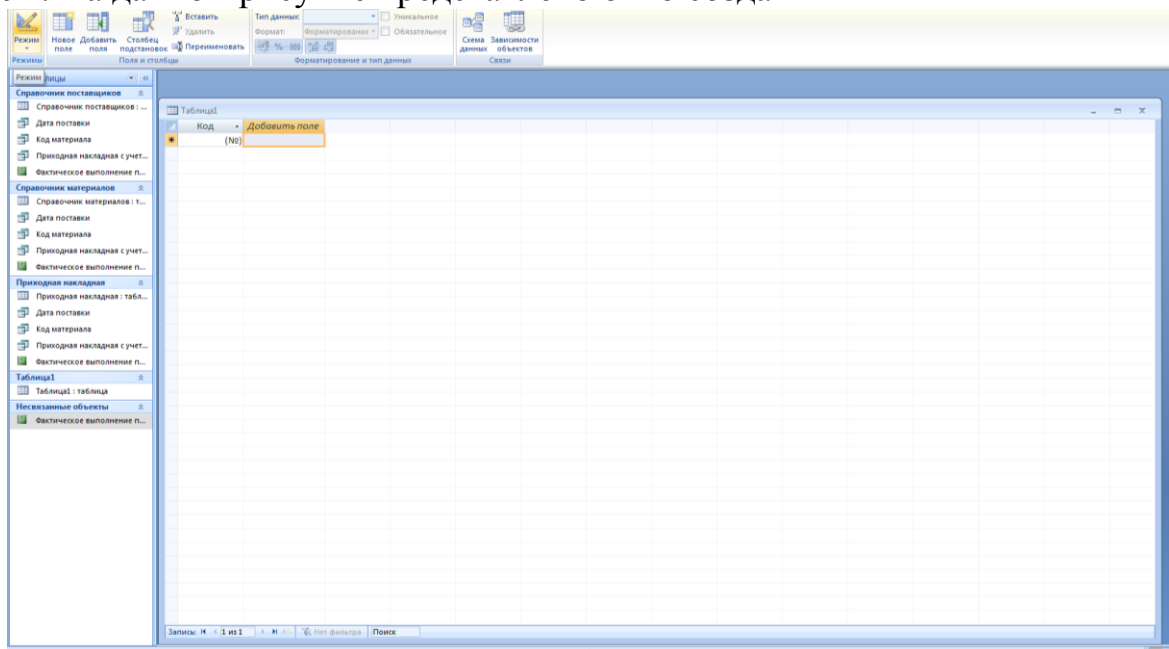 Вставить
Удалить
Переименовать
Режим
Новое поле
Добавить поля
Столбец подстановок
Тип данных:
Формат: Форматирование
% 000
Уникальное
Обязательное
Схема данных
Зависимости объектов
Режимы
Поля и столбцы
Форматирование и тип данных
Связи
Режим
Справочник поставщиков
Справочник поставщиков : ...
Дата поставки
Код материала
Приходная накладная с учет...
Фактическое выполнение п...
Справочник материалов
Справочник материалов : т...
Дата поставки
Код материала
Приходная накладная с учет...
Фактическое выполнение п...
Приходная накладная
Приходная накладная : табл...
Дата поставки
Код материала
Приходная накладная с учет...
Фактическое выполнение п...
Таблица1
Таблица1 : таблица
Несвязанные объекты
Фактическое выполнение п...
Таблица1
Код Добавить поле
(№)
Запись: 1 из 1 Нет фильтра Поиск